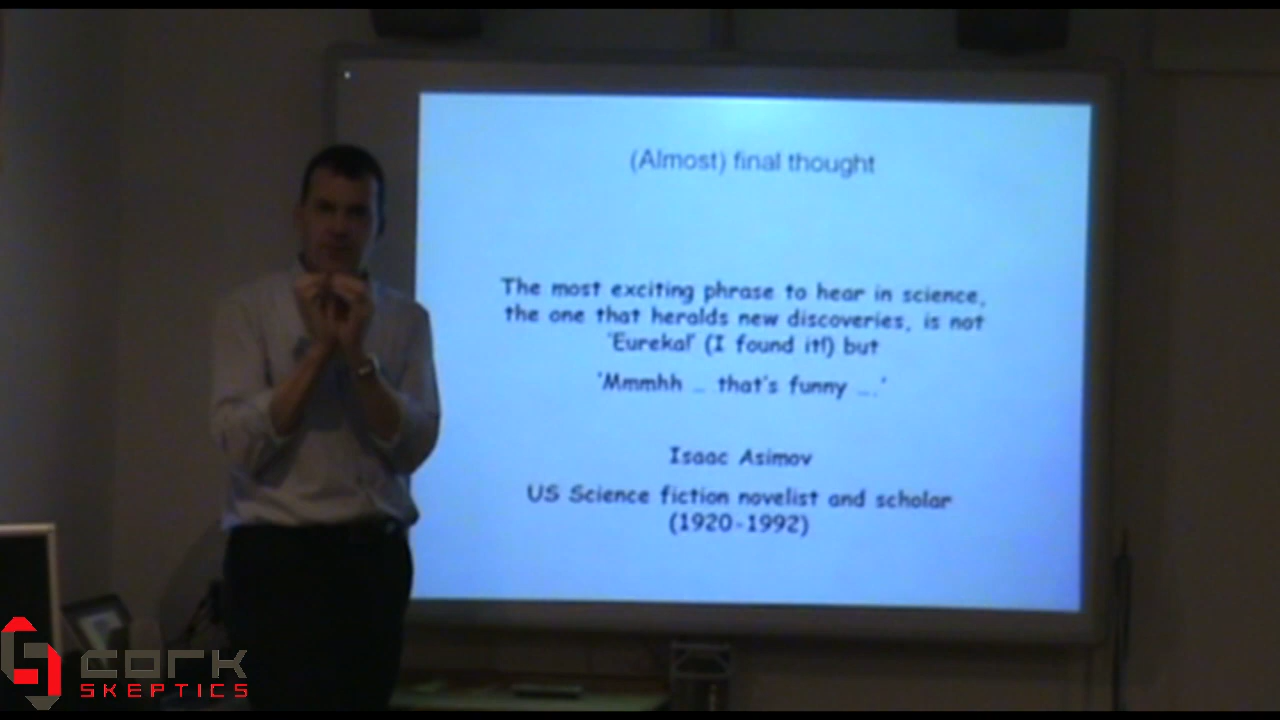 (Almost) final thought
The most exciting phrase to hear in science,
the one that heralds new discoveries, is not
'Eureka!' (I found it!) but
'Mmmhh ... that's funny ....'
Isaac Asimov
US Science fiction novelist and scholar
(1920-1992)
CORK
SKEPTICS